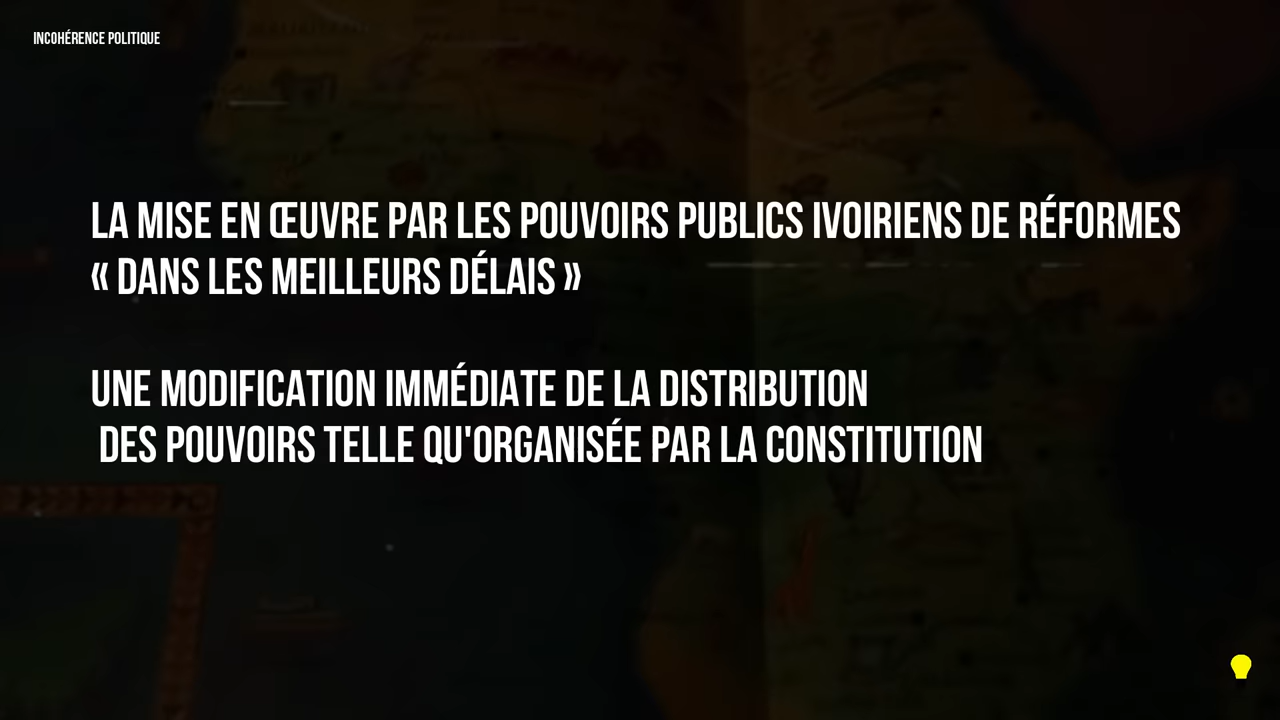 INCOHÉRENCE POLITIQUE
LA MISE EN ŒUVRE PAR LES POUVOIRS PUBLICS IVOIRIENS DE RÉFORMES
« DANS LES MEILLEURS DÉLAIS »
UNE MODIFICATION IMMÉDIATE DE LA DISTRIBUTION
DES POUVOIRS TELLE QU'ORGANISÉE PAR LA CONSTITUTION